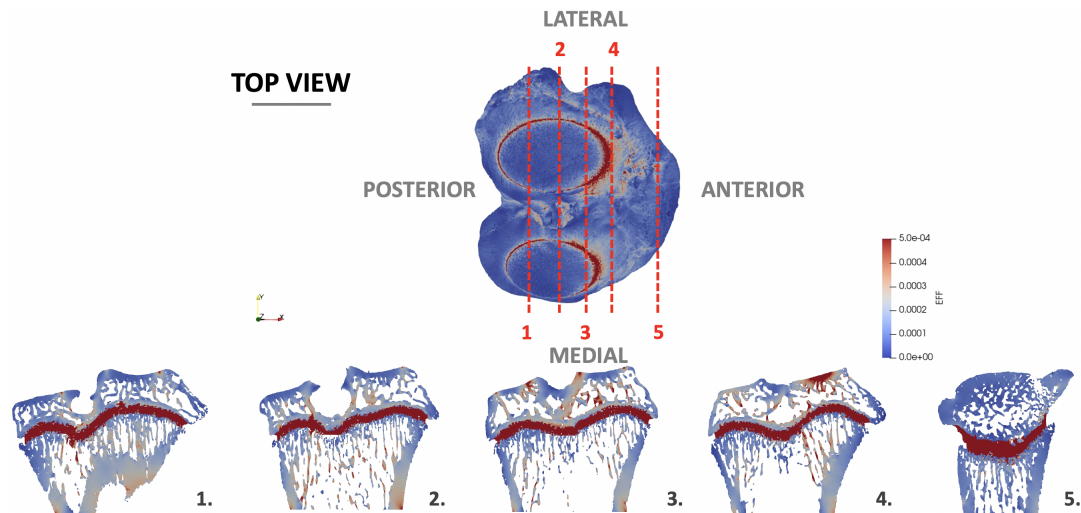 LATERAL
2 4
TOP VIEW
POSTERIOR
ANTERIOR
5.0e-04
0.0004
0.0003
0.0002
0.0001
0.0e+00
EFF
Y
Z X
1 3 5
MEDIAL
1. 2. 3. 4. 5.